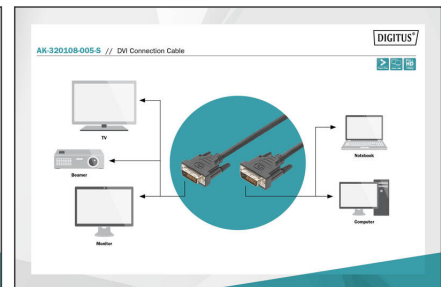 DIGITUS®
AK-320108-005-S // DVI Connection Cable
TV
Notebook
Beamer
Computer
Monitor